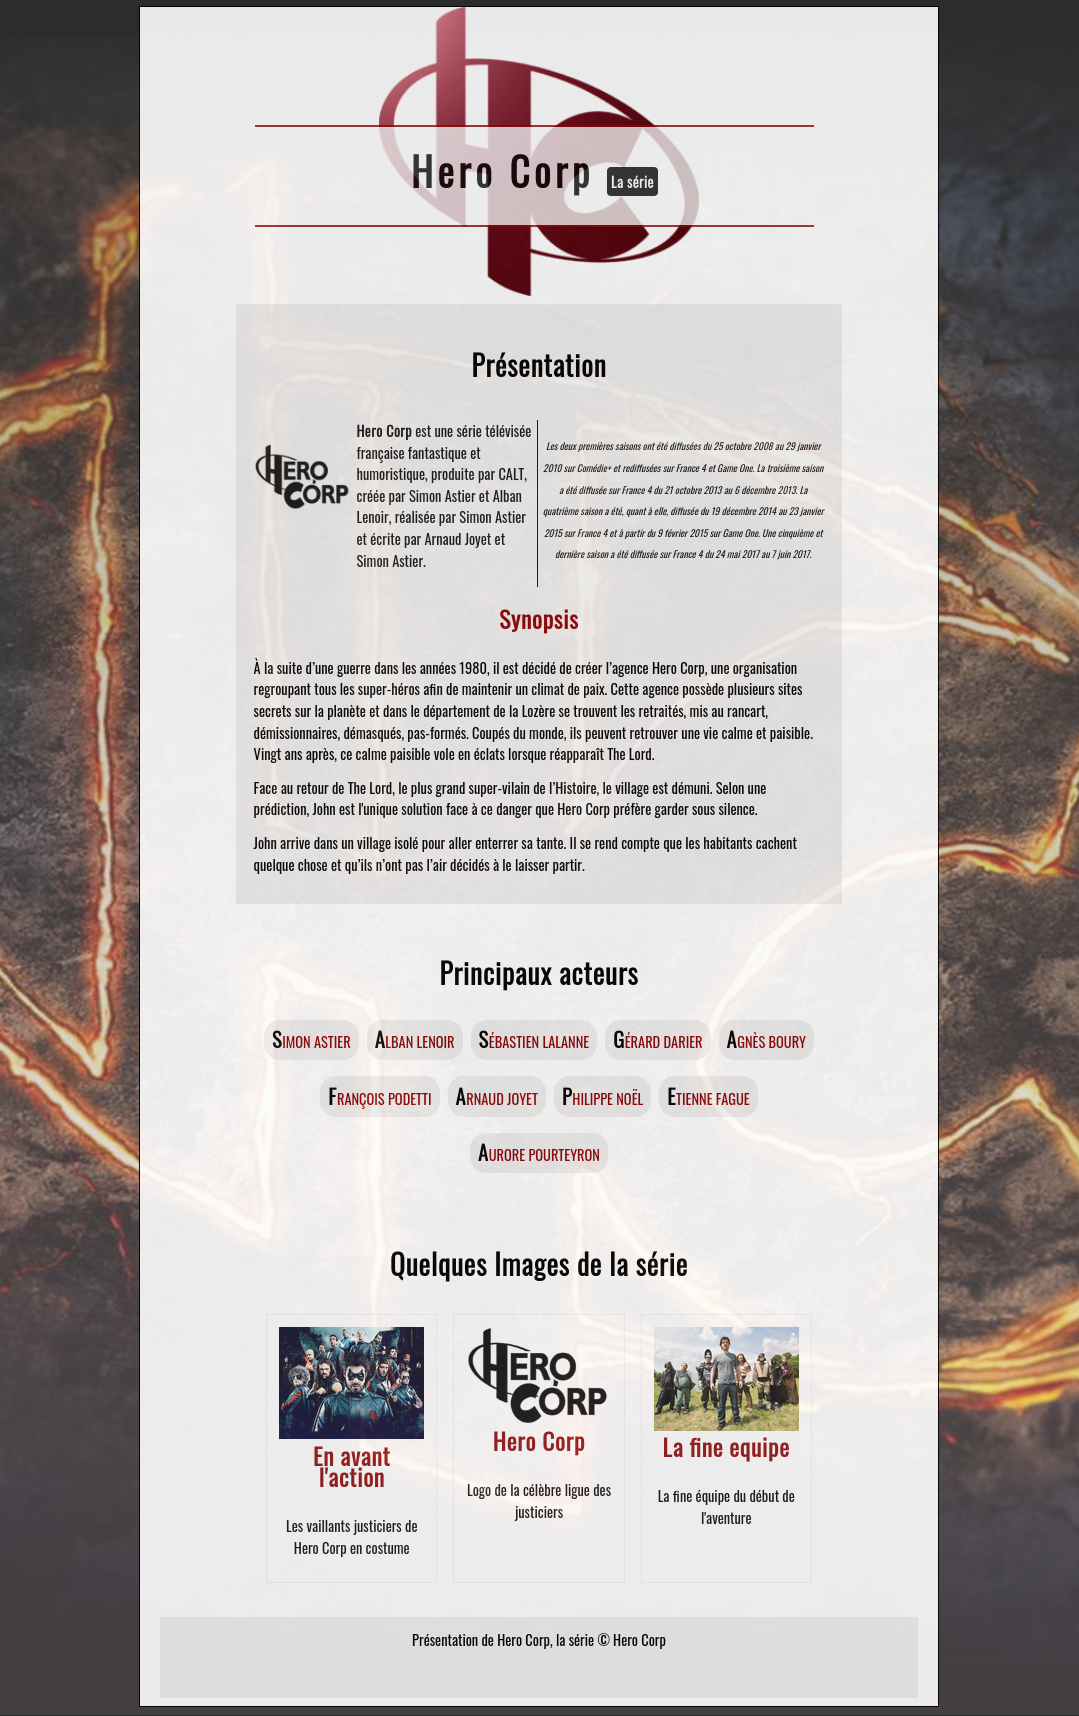 Hero Corp La série
Présentation
HERO
CORP
Hero Corp est une série télévisée
française fantastique et
humoristique, produite par CALT,
créée par Simon Astier et Alban
Lenoir, réalisée par Simon Astier
et écrite par Arnaud Joyet et
Simon Astier.
Les deux premières saisons ont été diffusées du 25 octobre 2008 au 29 janvier
2010 sur Comédie+ et rediffusées sur France 4 et Game One. La troisième saison
a été diffusée sur France 4 du 21 octobre 2013 au 6 décembre 2013. La
quatrième saison a été, quant à elle, diffusée du 19 décembre 2014 au 23 janvier
2015 sur France 4 et à partir du 9 février 2015 sur Game One. Une cinquième et
dernière saison a été diffusée sur France 4 du 24 mai 2017 au 7 juin 2017.
Synopsis
À la suite d’une guerre dans les années 1980, il est décidé de créer l’agence Hero Corp, une organisation
regroupant tous les super-héros afin de maintenir un climat de paix. Cette agence possède plusieurs sites
secrets sur la planète et dans le département de la Lozère se trouvent les retraités, mis au rancart,
démissionnaires, démasqués, pas-formés. Coupés du monde, ils peuvent retrouver une vie calme et paisible.
Vingt ans après, ce calme paisible vole en éclats lorsque réapparaît The Lord.
Face au retour de The Lord, le plus grand super-vilain de l’Histoire, le village est démuni. Selon une
prédiction, John est l'unique solution face à ce danger que Hero Corp préfère garder sous silence.
John arrive dans un village isolé pour aller enterrer sa tante. Il se rend compte que les habitants cachent
quelque chose et qu’ils n’ont pas l’air décidés à le laisser partir.
Principaux acteurs
SIMON ASTIER ALBAN LENOIR SÉBASTIEN LALANNE GÉRARD DARIER AGNÈS BOURY
FRANÇOIS PODETTI ARNAUD JOYET PHILIPPE NOËL ETIENNE FAGUE
AURORE POURTEYRON
Quelques Images de la série
En avant
l'action
Les vaillants justiciers de
Hero Corp en costume
HERO
CORP
Hero Corp
Logo de la célèbre ligue des
justiciers
La fine equipe
La fine équipe du début de
l'aventure
Présentation de Hero Corp, la série © Hero Corp